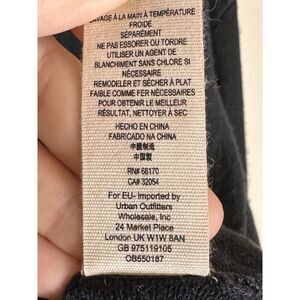 LAVAGE À LA MAIN À TEMPÉRATURE
FROIDE
SÉPARÉMENT
NE PAS ESSORER OU TORDRE
UTILISER UN AGENT DE
BLANCHIMENT SANS CHLORE SI
NÉCESSAIRE
REMODELER ET SÉCHER À PLAT
FAIBLE COMME FER NÉCESSAIRES
POUR OBTENIR LE MEILLEUR
RÉSULTAT, NETTOYER À SEC
HECHO EN CHINA
FABRICADO NA CHINA
中國制造
中国製
RN# 66170
CA# 32054
For EU- Imported by
Urban Outfitters
Wholesale, Inc
24 Market Place
London UK W1W 8AN
GB 975119105
OB550187